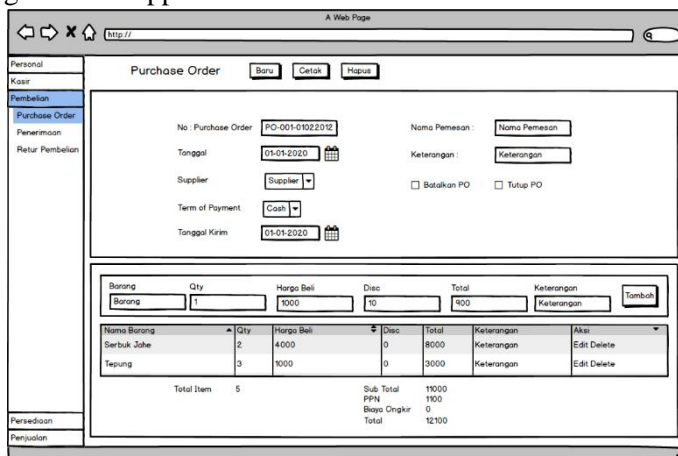 A Web Page
http://
Personal
Kasir
Pembelian
Purchase Order
Penerimaan
Retur Pembelian
Persediaan
Penjualan
Purchase Order Baru Cetak Hapus
No : Purchase Order PO-001-01022012 Nama Pemesan : Nama Pemesan
Tanggal 01-01-2020 Keterangan : Keterangan
Supplier Supplier Batalkan PO Tutup PO
Term of Payment Cash
Tanggal Kirim 01-01-2020
Barang Qty Harga Beli Disc Total Keterangan
Barang 1 1000 10 900 Keterangan Tambah
Nama Barang Qty Harga Beli Disc Total Keterangan Aksi
Serbuk Jahe 2 4000 0 8000 Keterangan Edit Delete
Tepung 3 1000 0 3000 Keterangan Edit Delete
Total Item 5 Sub Total 11000
PPN 1100
Biaya Ongkir 0
Total 12100